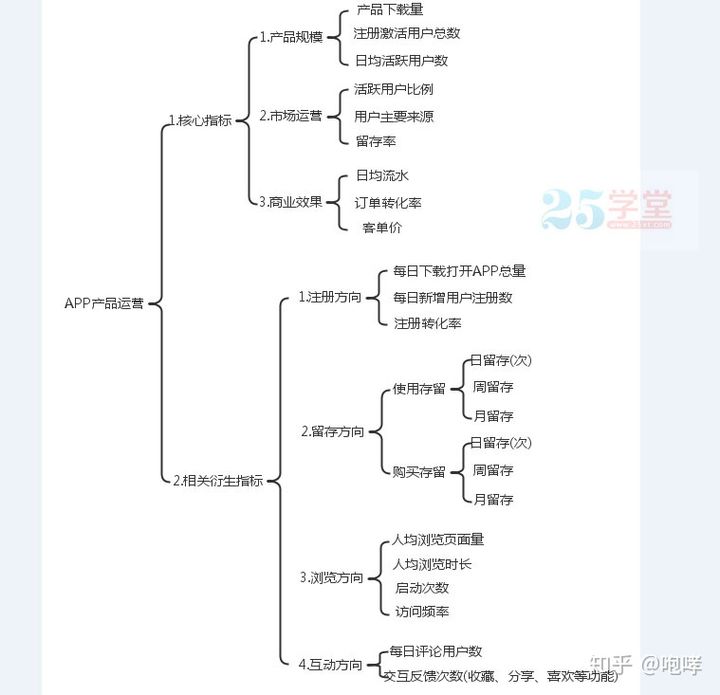 APP产品运营
1.核心指标
1.产品规模
产品下载量
注册激活用户总数
日均活跃用户数
2.市场运营
活跃用户比例
用户主要来源
留存率
3.商业效果
日均流水
订单转化率
客单价
2.相关衍生指标
1.注册方向
每日下载打开APP总量
每日新增用户注册数
注册转化率
2.留存方向
使用存留
日留存(次)
周留存
月留存
购买存留
日留存(次)
周留存
月留存
3.浏览方向
人均浏览页面量
人均浏览时长
启动次数
访问频率
4.互动方向
每日评论用户数
交互反馈次数(收藏、分享、喜欢等功能)
25学堂
www.25xt.com
知乎 @咆哮